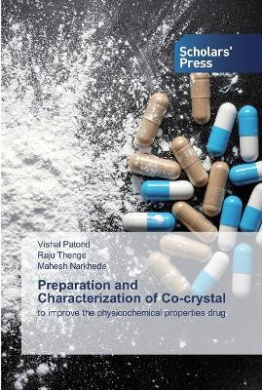 Scholars'
Press
Vishal Patond
Raju Thenge
Mahesh Narkhede
Preparation and
Characterization of Co-crystal
to improve the physicochemical properties drug